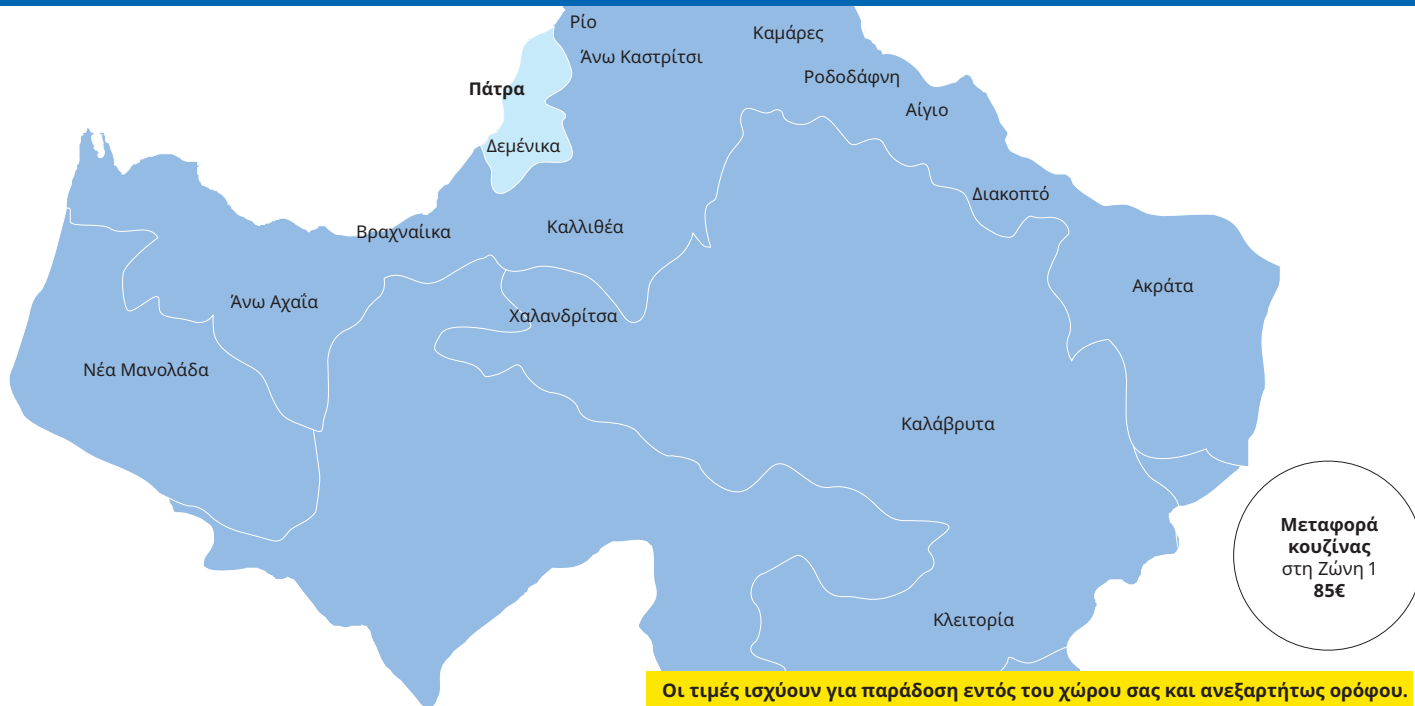 Ρίο
Καμάρες
Άνω Καστρίτσι
Ροδοδάφνη
Πάτρα
Αίγιο
Δεμένικα
Διακοπτό
Καλλιθέα
Βραχναίικα
Ακράτα
Άνω Αχαΐα
Χαλανδρίτσα
Νέα Μανολάδα
Καλάβρυτα
Μεταφορά
κουζίνας
στη Ζώνη 1
85€
Κλειτορία
Οι τιμές ισχύουν για παράδοση εντός του χώρου σας και ανεξαρτήτως ορόφου.